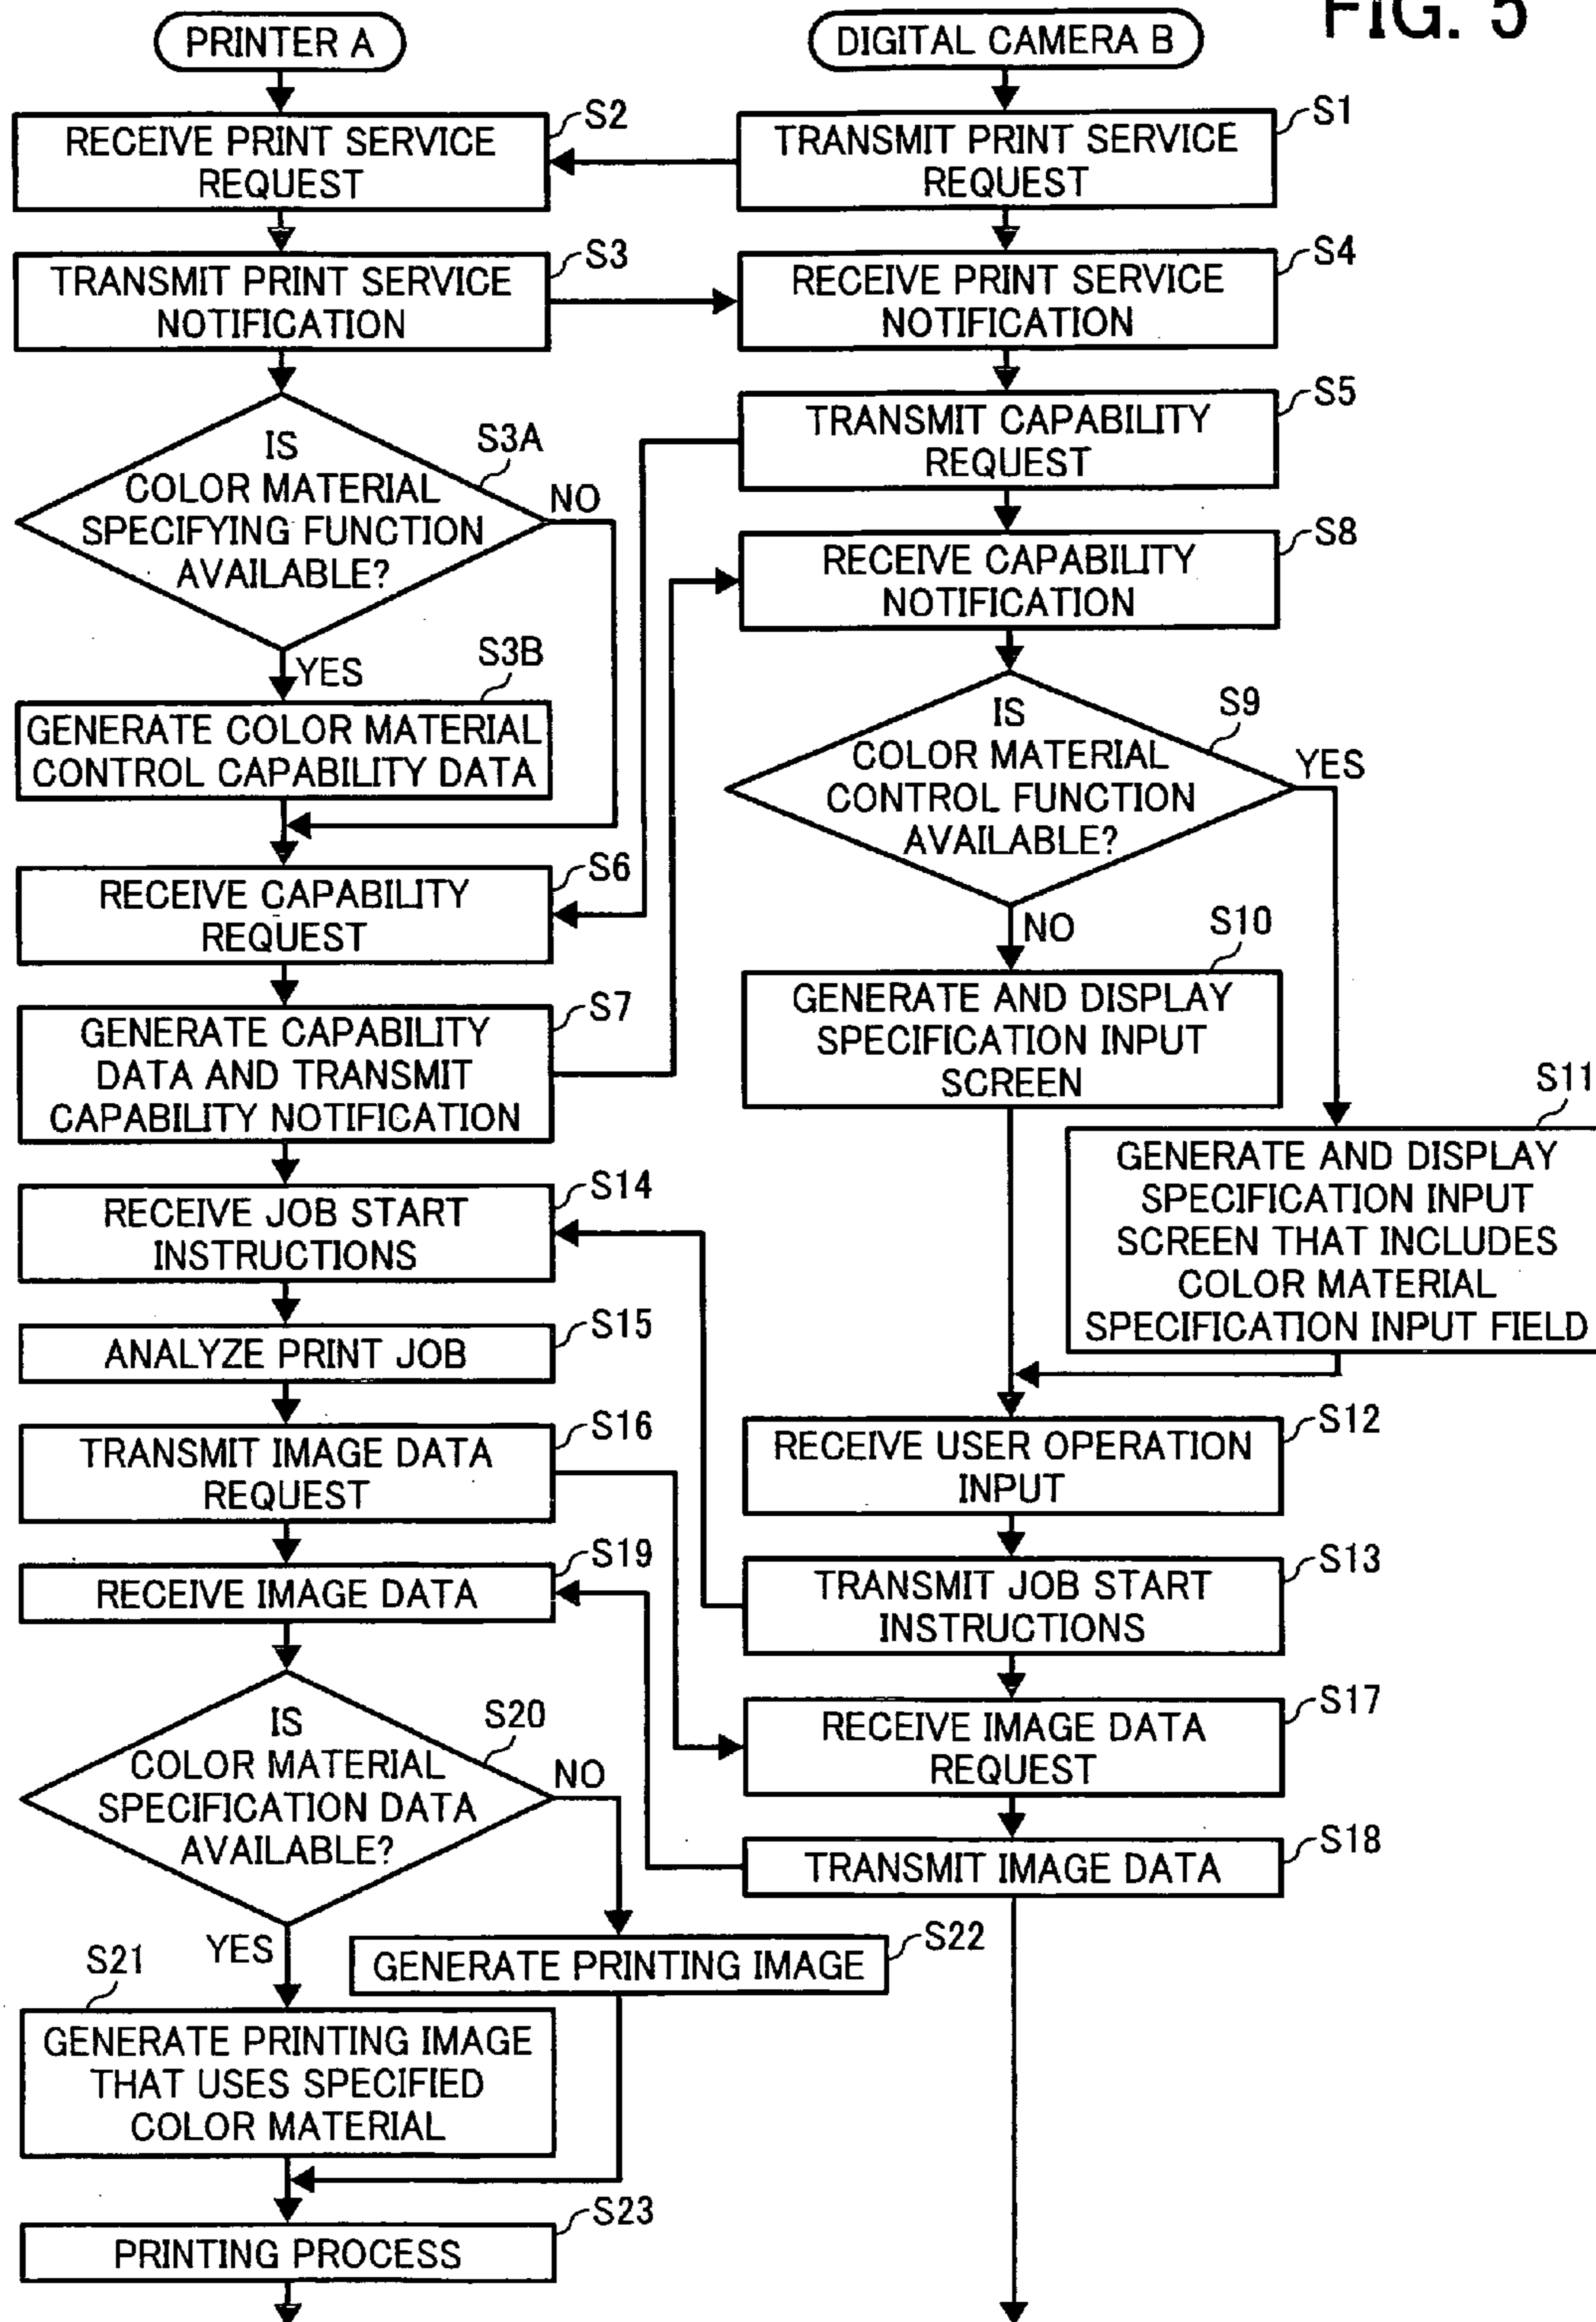 FIG. 5
PRINTER A
DIGITAL CAMERA B
S2
RECEIVE PRINT SERVICE
REQUEST
S1
TRANSMIT PRINT SERVICE
REQUEST
S3
TRANSMIT PRINT SERVICE
NOTIFICATION
S4
RECEIVE PRINT SERVICE
NOTIFICATION
S5
TRANSMIT CAPABILITY
REQUEST
S3A
IS
COLOR MATERIAL
SPECIFYING FUNCTION
AVAILABLE?
NO
YES
S8
RECEIVE CAPABILITY
NOTIFICATION
S3B
GENERATE COLOR MATERIAL
CONTROL CAPABILITY DATA
S9
IS
COLOR MATERIAL
CONTROL FUNCTION
AVAILABLE?
YES
NO
S6
RECEIVE CAPABILITY
REQUEST
S10
GENERATE AND DISPLAY
SPECIFICATION INPUT
SCREEN
S7
GENERATE CAPABILITY
DATA AND TRANSMIT
CAPABILITY NOTIFICATION
S11
GENERATE AND DISPLAY
SPECIFICATION INPUT
SCREEN THAT INCLUDES
COLOR MATERIAL
SPECIFICATION INPUT FIELD
S14
RECEIVE JOB START
INSTRUCTIONS
S15
ANALYZE PRINT JOB
S12
RECEIVE USER OPERATION
INPUT
S16
TRANSMIT IMAGE DATA
REQUEST
S13
TRANSMIT JOB START
INSTRUCTIONS
S19
RECEIVE IMAGE DATA
S17
RECEIVE IMAGE DATA
REQUEST
S20
IS
COLOR MATERIAL
SPECIFICATION DATA
AVAILABLE?
NO
YES
S18
TRANSMIT IMAGE DATA
S22
GENERATE PRINTING IMAGE
S21
GENERATE PRINTING IMAGE
THAT USES SPECIFIED
COLOR MATERIAL
S23
PRINTING PROCESS